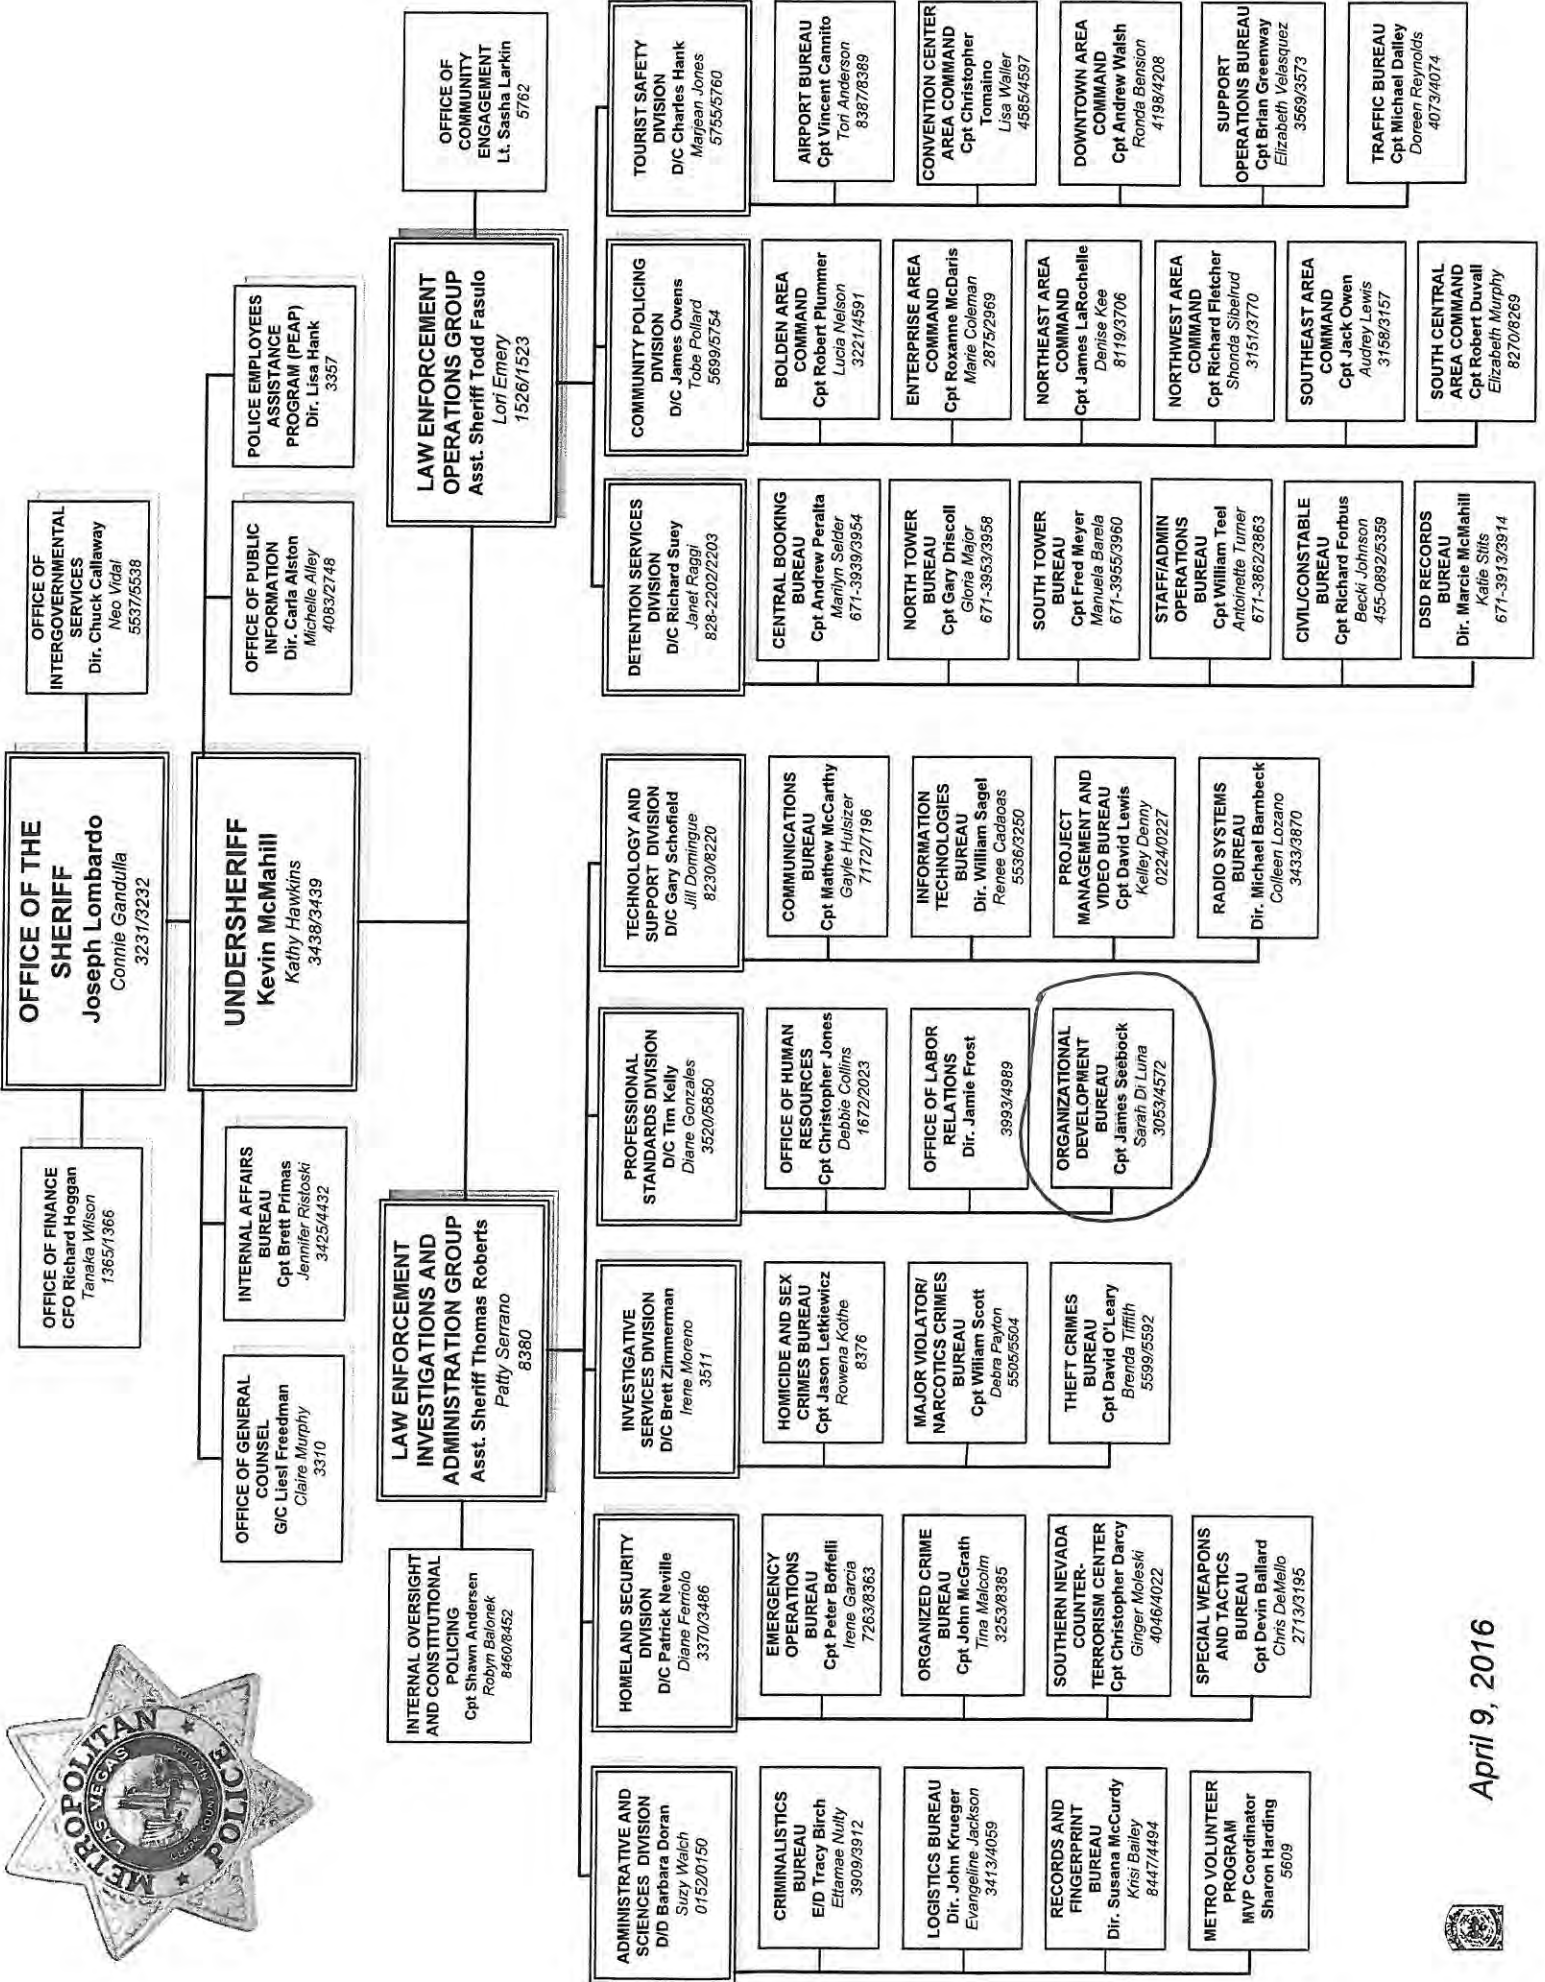 METROPOLITAN
LAS VEGAS
POLICE
OFFICE OF THE
SHERIFF
Joseph Lombardo
Connie Gandulla
3231/3232
OFFICE OF FINANCE
CFO Richard Hoggan
Tanaka Wilson
1365/1366
OFFICE OF
INTERGOVERNMENTAL
SERVICES
Dir. Chuck Callaway
Neo Vidal
5537/5538
UNDERSHERIFF
Kevin McMahill
Kathy Hawkins
3438/3439
OFFICE OF GENERAL
COUNSEL
G/C Liesl Freedman
Claire Murphy
3310
INTERNAL AFFAIRS
BUREAU
Cpt Brett Primas
Jennifer Ristoski
3425/4432
OFFICE OF PUBLIC
INFORMATION
Dir. Carla Alston
Michelle Alley
4083/2748
POLICE EMPLOYEES
ASSISTANCE
PROGRAM (PEAP)
Dir. Lisa Hank
3357
INTERNAL OVERSIGHT
AND CONSTITUTIONAL
POLICING
Cpt Shawn Andersen
Robyn Balonek
8460/8452
LAW ENFORCEMENT
INVESTIGATIONS AND
ADMINISTRATION GROUP
Asst. Sheriff Thomas Roberts
Patty Serrano
8380
LAW ENFORCEMENT
OPERATIONS GROUP
Asst. Sheriff Todd Fasulo
Lori Emery
1526/1523
OFFICE OF
COMMUNITY
ENGAGEMENT
Lt. Sasha Larkin
5762
ADMINISTRATIVE AND
SCIENCES DIVISION
D/D Barbara Doran
Suzy Walch
0152/0150
CRIMINALISTICS
BUREAU
E/D Tracy Birch
Ettamae Nulty
3909/3912
LOGISTICS BUREAU
Dir. John Krueger
Evangeline Jackson
3413/4059
RECORDS AND
FINGERPRINT
BUREAU
Dir. Susana McCurdy
Krisi Bailey
8447/4494
METRO VOLUNTEER
PROGRAM
MVP Coordinator
Sharon Harding
5609
HOMELAND SECURITY
DIVISION
D/C Patrick Neville
Diane Ferriolo
3370/3486
EMERGENCY
OPERATIONS
BUREAU
Cpt Peter Boffelli
Irene Garcia
7263/8363
ORGANIZED CRIME
BUREAU
Cpt John McGrath
Tina Malcolm
3253/8385
SOUTHERN NEVADA
COUNTER-
TERRORISM CENTER
Cpt Christopher Darcy
Ginger Moleski
4046/4022
SPECIAL WEAPONS
AND TACTICS
BUREAU
Cpt Devin Ballard
Chris DeMello
2713/3195
INVESTIGATIVE
SERVICES DIVISION
D/C Brett Zimmerman
Irene Moreno
3511
HOMICIDE AND SEX
CRIMES BUREAU
Cpt Jason Letkiewicz
Rowena Kothe
8376
MAJOR VIOLATOR/
NARCOTICS CRIMES
BUREAU
Cpt Wiliam Scott
Debra Payton
5505/5504
THEFT CRIMES
BUREAU
Cpt David O'Leary
Brenda Tiffith
5599/5592
PROFESSIONAL
STANDARDS DIVISION
D/C Tim Kelly
Diane Gonzales
3520/5850
OFFICE OF HUMAN
RESOURCES
Cpt Christopher Jones
Debbie Collins
1672/2023
OFFICE OF LABOR
RELATIONS
Dir. Jamie Frost
3993/4989
ORGANIZATIONAL
DEVELOPMENT
BUREAU
Cpt James Seebock
Sarah Di Luna
3053/4572
TECHNOLOGY AND
SUPPORT DIVISION
D/C Gary Schofield
Jill Domingue
8230/8220
COMMUNICATIONS
BUREAU
Cpt Mathew McCarthy
Gayle Hulsizer
7172/7196
INFORMATION
TECHNOLOGIES
BUREAU
Dir. William Sagel
Renee Cadaoas
5536/3250
PROJECT
MANAGEMENT AND
VIDEO BUREAU
Cpt David Lewis
Kelley Denny
0224/0227
RADIO SYSTEMS
BUREAU
Dir. Michael Barnbeck
Colleen Lozano
3433/3870
DETENTION SERVICES
DIVISION
D/C Richard Suey
Janet Raggi
828-2202/2203
CENTRAL BOOKING
BUREAU
Cpt Andrew Peralta
Marilyn Selder
671-3939/3954
NORTH TOWER
BUREAU
Cpt Gary Driscoll
Gloria Major
671-3953/3958
SOUTH TOWER
BUREAU
Cpt Fred Meyer
Manuela Barela
671-3955/3960
STAFF/ADMIN
OPERATIONS
BUREAU
Cpt William Teel
Antoinette Turner
671-3862/3863
CIVIL/CONSTABLE
BUREAU
Cpt Richard Forbus
Becki Johnson
455-0892/5359
DSD RECORDS
BUREAU
Dir. Marcie McMahill
Katie Stits
671-3913/3914
COMMUNITY POLICING
DIVISION
D/C James Owens
Tobe Pollard
5699/5754
BOLDEN AREA
COMMAND
Cpt Robert Plummer
Lucia Nelson
3221/4591
ENTERPRISE AREA
COMMAND
Cpt Roxanne McDaris
Marie Coleman
2875/2969
NORTHEAST AREA
COMMAND
Cpt James LaRochelle
Denise Kee
8119/3706
NORTHWEST AREA
COMMAND
Cpt Richard Fletcher
Shonda Sibelrud
3151/3770
SOUTHEAST AREA
COMMAND
Cpt Jack Owen
Audrey Lewis
3158/3157
SOUTH CENTRAL
AREA COMMAND
Cpt Robert Duvall
Elizabeth Murphy
8270/8269
TOURIST SAFETY
DIVISION
D/C Charles Hank
Marjean Jones
5755/5760
AIRPORT BUREAU
Cpt Vincent Cannito
Tori Anderson
8387/8389
CONVENTION CENTER
AREA COMMAND
Cpt Christopher
Tomaino
Lisa Waller
4585/4597
DOWNTOWN AREA
COMMAND
Cpt Andrew Walsh
Ronda Bension
4198/4208
SUPPORT
OPERATIONS BUREAU
Cpt Brian Greenway
Elizabeth Velasquez
3569/3573
TRAFFIC BUREAU
Cpt Michael Dalley
Doreen Reynolds
4073/4074
April 9, 2016